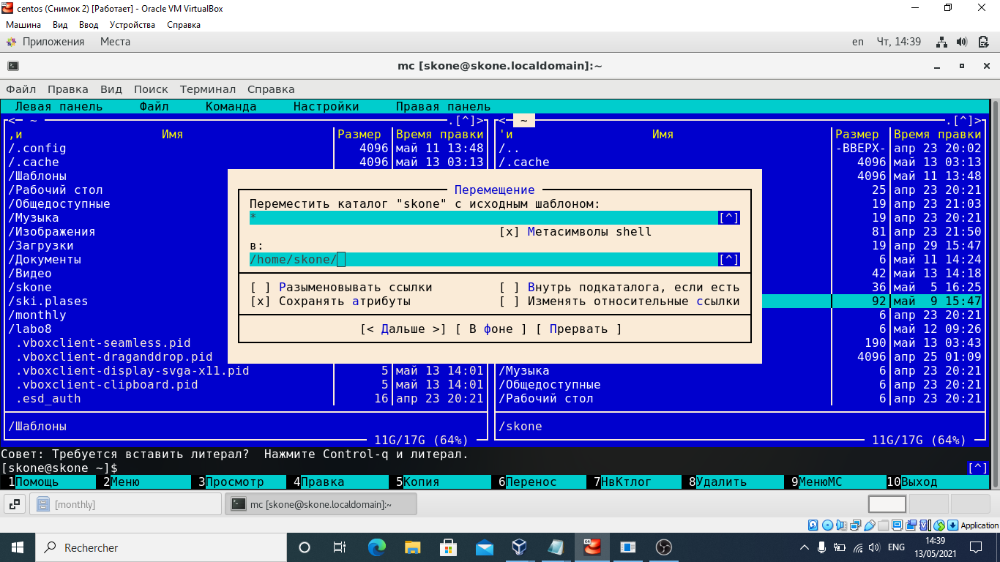 centos (Снимок 2) [Работает] - Oracle VM VirtualBox
Машина Вид Ввод Устройства Справка
Приложения Места en Чт, 14:39
mc [skone@skone.localdomain]:~
Файл Правка Вид Поиск Терминал Справка
Левая панель Файл Команда Настройки Правая панель
<─ ~ .[^]> <─ ~ .[^]>
,и Имя Размер Время правки 'и Имя Размер Время правки
/.config 4096 май 11 13:48 /.. -ВВЕРХ- апр 23 20:02
/.cache 4096 май 13 03:13 /.cache 4096 май 13 03:13
/Шаблоны 4096 май 11 13:48
/Рабочий стол Перемещение 25 апр 23 20:21
/Общедоступные Переместить каталог "skone" с исходным шаблоном: 19 апр 23 21:03
/Музыка * [^] 19 апр 23 20:21
/Изображения [x] Метасимволы shell 81 апр 23 21:50
/Загрузки в: 19 апр 29 15:47
/Документы /home/skone/ [^] 6 май 11 14:24
/Видео 42 май 13 14:18
/skone [ ] Разыменовывать ссылки [ ] Внутрь подкаталога, если есть 36 май 5 16:25
/ski.plases [x] Сохранять атрибуты [ ] Изменять относительные ссылки 92 май 9 15:47
/monthly 6 апр 23 20:21
/labo8 [< Дальше >] [ В фоне ] [ Прервать ] 6 май 12 09:26
.vboxclient-seamless.pid 190 май 13 03:43
.vboxclient-draganddrop.pid 4096 апр 25 01:09
.vboxclient-display-svga-x11.pid 5 май 13 14:01 /Музыка 6 апр 23 20:21
.vboxclient-clipboard.pid 5 май 13 14:01 /Общедоступные 6 апр 23 20:21
.esd_auth 16 апр 23 20:21 /Рабочий стол 6 апр 23 20:21
/Шаблоны /skone
11G/17G (64%) 11G/17G (64%)
Совет: Требуется вставить литерал? Нажмите Control-q и литерал.
[skone@skone ~]$ [^]
1Помощь 2Меню 3Просмотр 4Правка 5Копия 6Перенос 7НвКтлог 8Удалить 9МенюМС 10Выход
[monthly] mc [skone@skone.localdomain]:~
Application
Rechercher ENG 14:39
13/05/2021